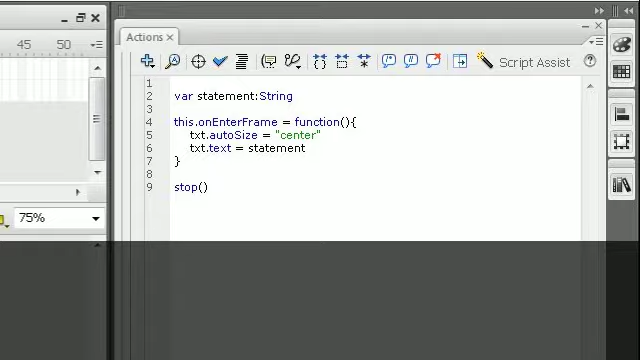 45 50
Actions ×
Script Assist
1
2 var statement:String
3
4 this.onEnterFrame = function(){
5 txt.autoSize = "center"
6 txt.text = statement
7 }
8
9 stop()
75%